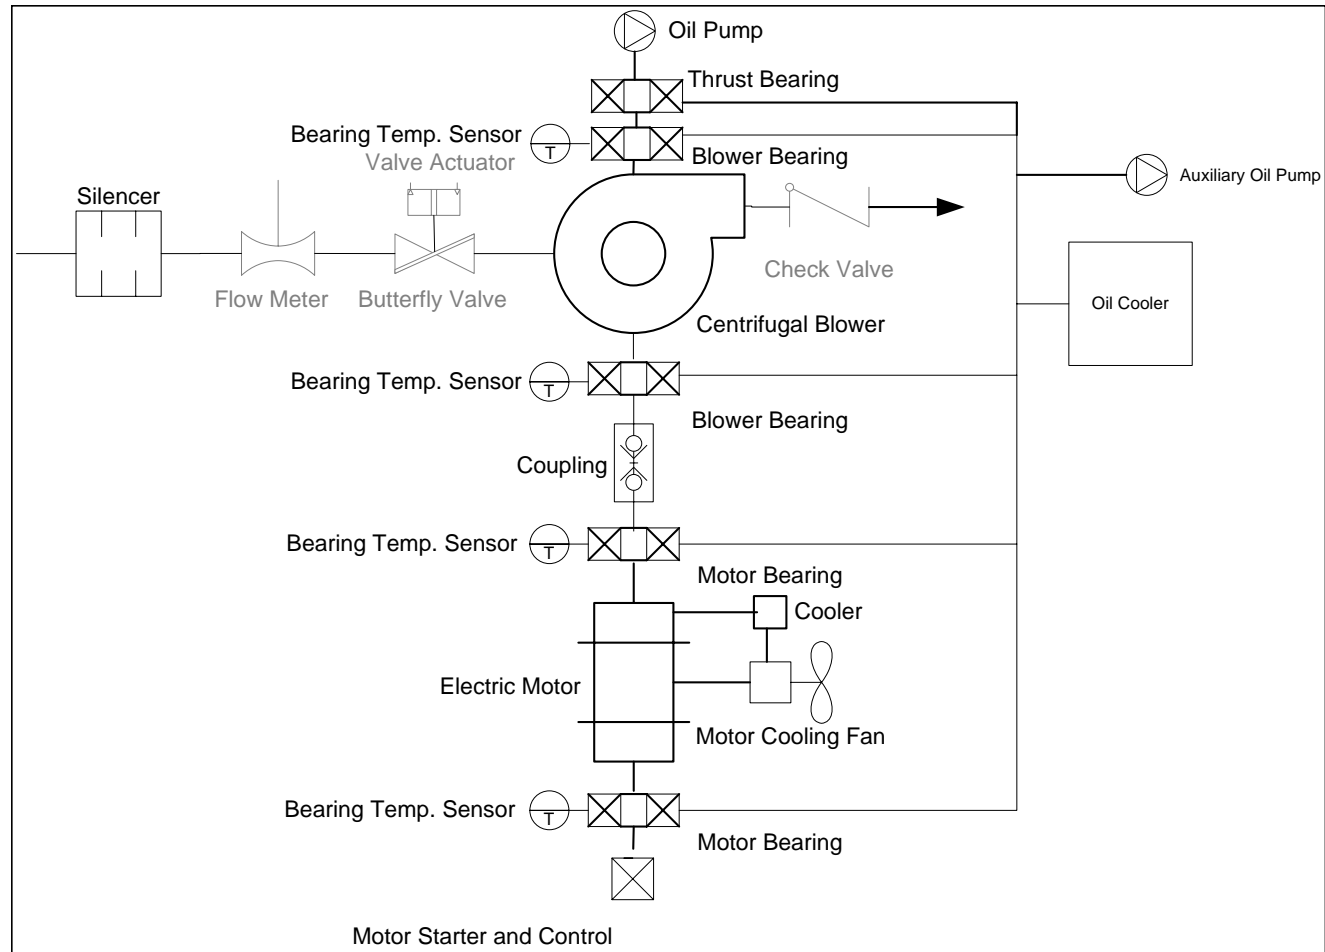 Oil Pump
Thrust Bearing
Bearing Temp. Sensor
T
Valve Actuator
Blower Bearing
Auxiliary Oil Pump
Silencer
Flow Meter
Butterfly Valve
Check Valve
Oil Cooler
Centrifugal Blower
Bearing Temp. Sensor
T
Blower Bearing
Coupling
Bearing Temp. Sensor
T
Motor Bearing
Cooler
Electric Motor
Motor Cooling Fan
Bearing Temp. Sensor
T
Motor Bearing
Motor Starter and Control